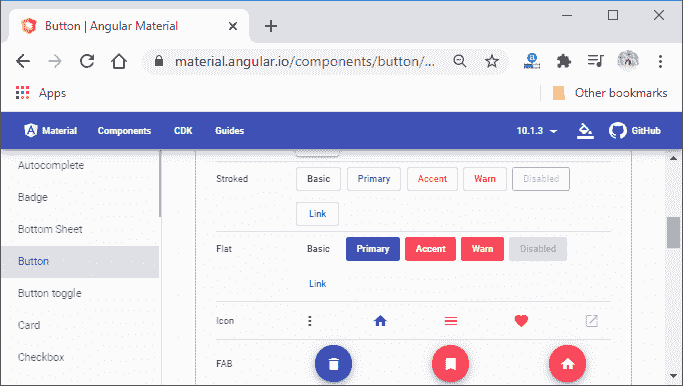 Button | Angular Material
material.angular.io/components/button/...
Apps
Other bookmarks
Material Components CDK Guides 10.1.3 GitHub
Autocomplete
Badge
Bottom Sheet
Button
Button toggle
Card
Checkbox
Stroked Basic Primary Accent Warn Disabled
Link
Flat Basic Primary Accent Warn Disabled
Link
Icon
FAB